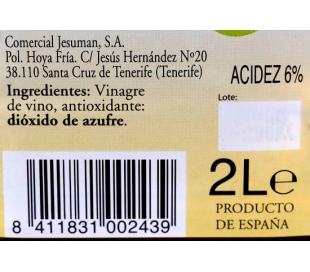 Comercial Jesuman, S.A.
Pol. Hoya Fría. C/ Jesús Hernández Nº20
38.110 Santa Cruz de Tenerife (Tenerife)
Ingredientes: Vinagre
de vino, antioxidante:
dióxido de azufre.
ACIDEZ 6%
Lote:
8 411831 002439
2L e
PRODUCTO
DE ESPAÑA